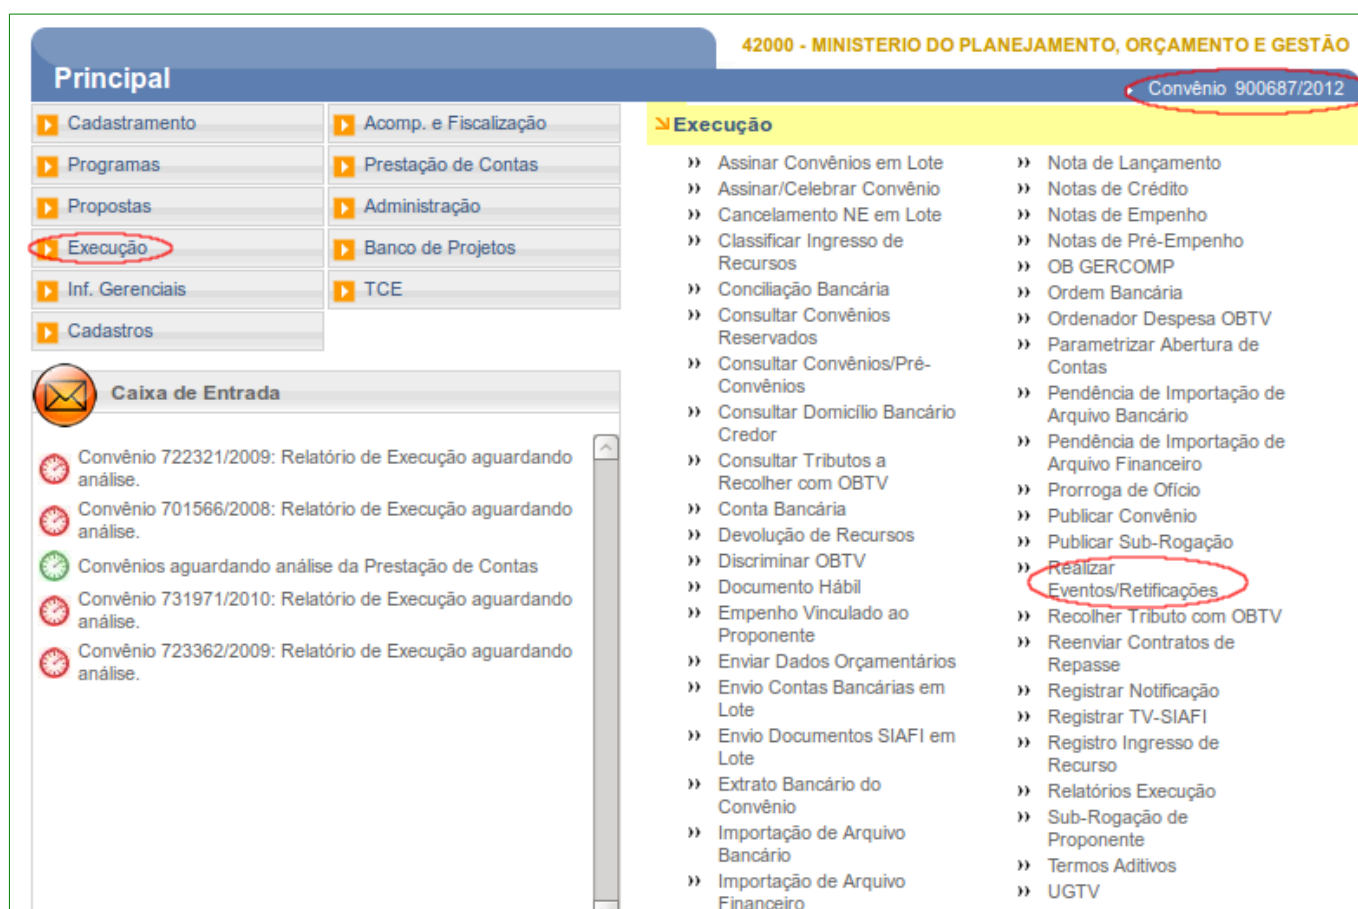 42000 - MINISTERIO DO PLANEJAMENTO, ORÇAMENTO E GESTÃO
Principal
Convênio 900687/2012
Cadastramento
Acomp. e Fiscalização
Programas
Prestação de Contas
Propostas
Administração
Execução
Banco de Projetos
Inf. Gerenciais
TCE
Cadastros
Caixa de Entrada
Convênio 722321/2009: Relatório de Execução aguardando
análise.
Convênio 701566/2008: Relatório de Execução aguardando
análise.
Convênios aguardando análise da Prestação de Contas
Convênio 731971/2010: Relatório de Execução aguardando
análise.
Convênio 723362/2009: Relatório de Execução aguardando
análise.
Execução
Assinar Convênios em Lote
Assinar/Celebrar Convênio
Cancelamento NE em Lote
Classificar Ingresso de
Recursos
Conciliação Bancária
Consultar Convênios
Reservados
Consultar Convênios/Pré-
Convênios
Consultar Domicílio Bancário
Credor
Consultar Tributos a
Recolher com OBTV
Conta Bancária
Devolução de Recursos
Discriminar OBTV
Documento Hábil
Empenho Vinculado ao
Proponente
Enviar Dados Orçamentários
Envio Contas Bancárias em
Lote
Envio Documentos SIAFI em
Lote
Extrato Bancário do
Convênio
Importação de Arquivo
Bancário
Importação de Arquivo
Financeiro
Nota de Lançamento
Notas de Crédito
Notas de Empenho
Notas de Pré-Empenho
OB GERCOMP
Ordem Bancária
Ordenador Despesa OBTV
Parametrizar Abertura de
Contas
Pendência de Importação de
Arquivo Bancário
Pendência de Importação de
Arquivo Financeiro
Prorroga de Ofício
Publicar Convênio
Publicar Sub-Rogação
Realizar
Eventos/Retificações
Recolher Tributo com OBTV
Reenviar Contratos de
Repasse
Registrar Notificação
Registrar TV-SIAFI
Registro Ingresso de
Recurso
Relatórios Execução
Sub-Rogação de
Proponente
Termos Aditivos
UGTV